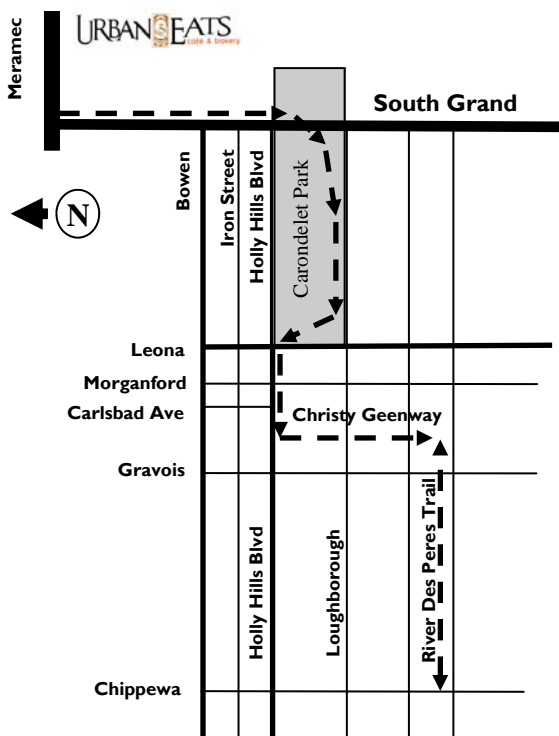 URBAN EATS
cafe & bakery
Meramec
South Grand
N
Bowen
Iron Street
Holly Hills Blvd
Carondelet Park
Leona
Morganford
Carlsbad Ave
Christy Geenway
Gravois
Holly Hills Blvd
Loughborough
River Des Peres Trail
Chippewa